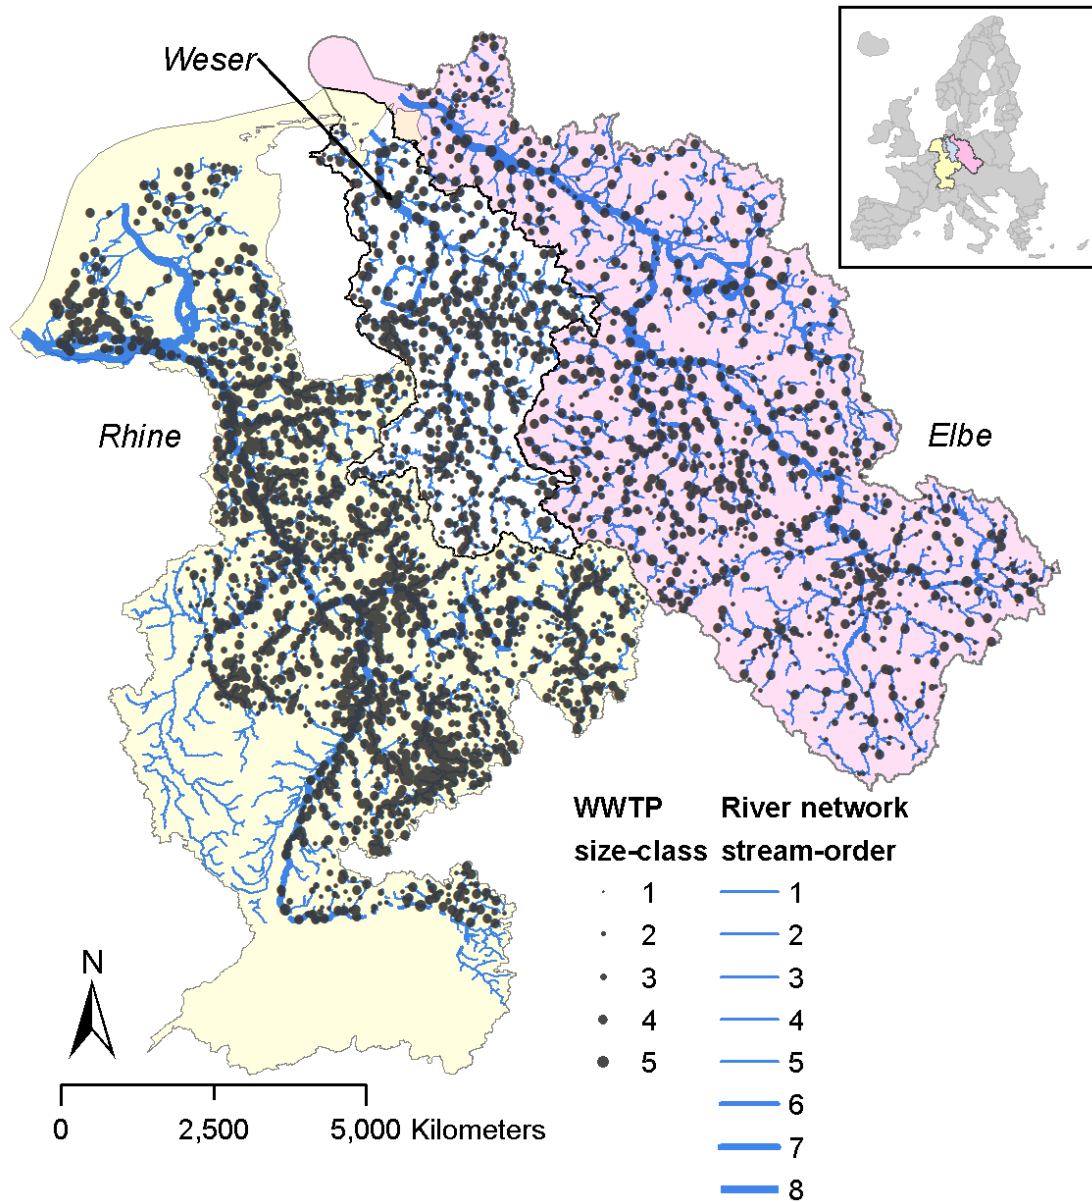 Weser
Rhine
Elbe
WWTP River network
size-class stream-order
1 1
2 2
3 3
4 4
5 5
6
7
8
N
0 2,500 5,000 Kilometers